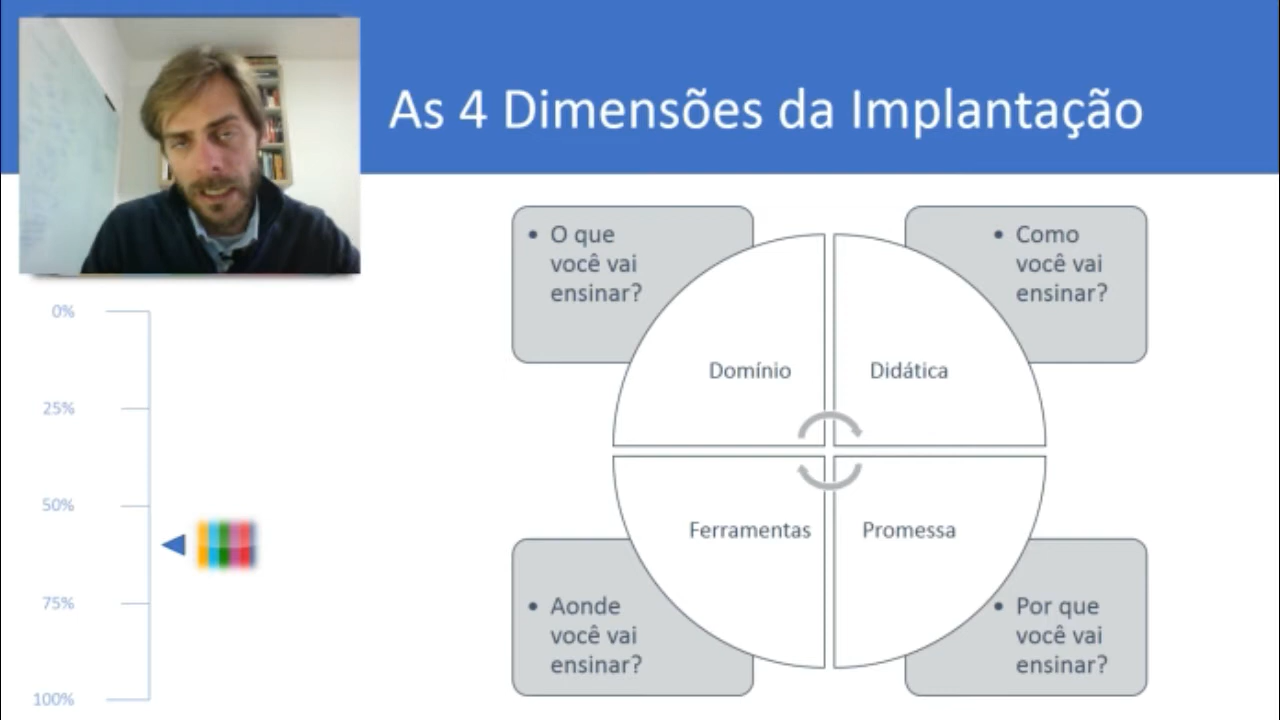 As 4 Dimensões da Implantação
• O que
você vai
ensinar?
• Como
você vai
ensinar?
Domínio
Didática
Ferramentas
Promessa
• Aonde
você vai
ensinar?
• Por que
você vai
ensinar?
0%
25%
50%
75%
100%